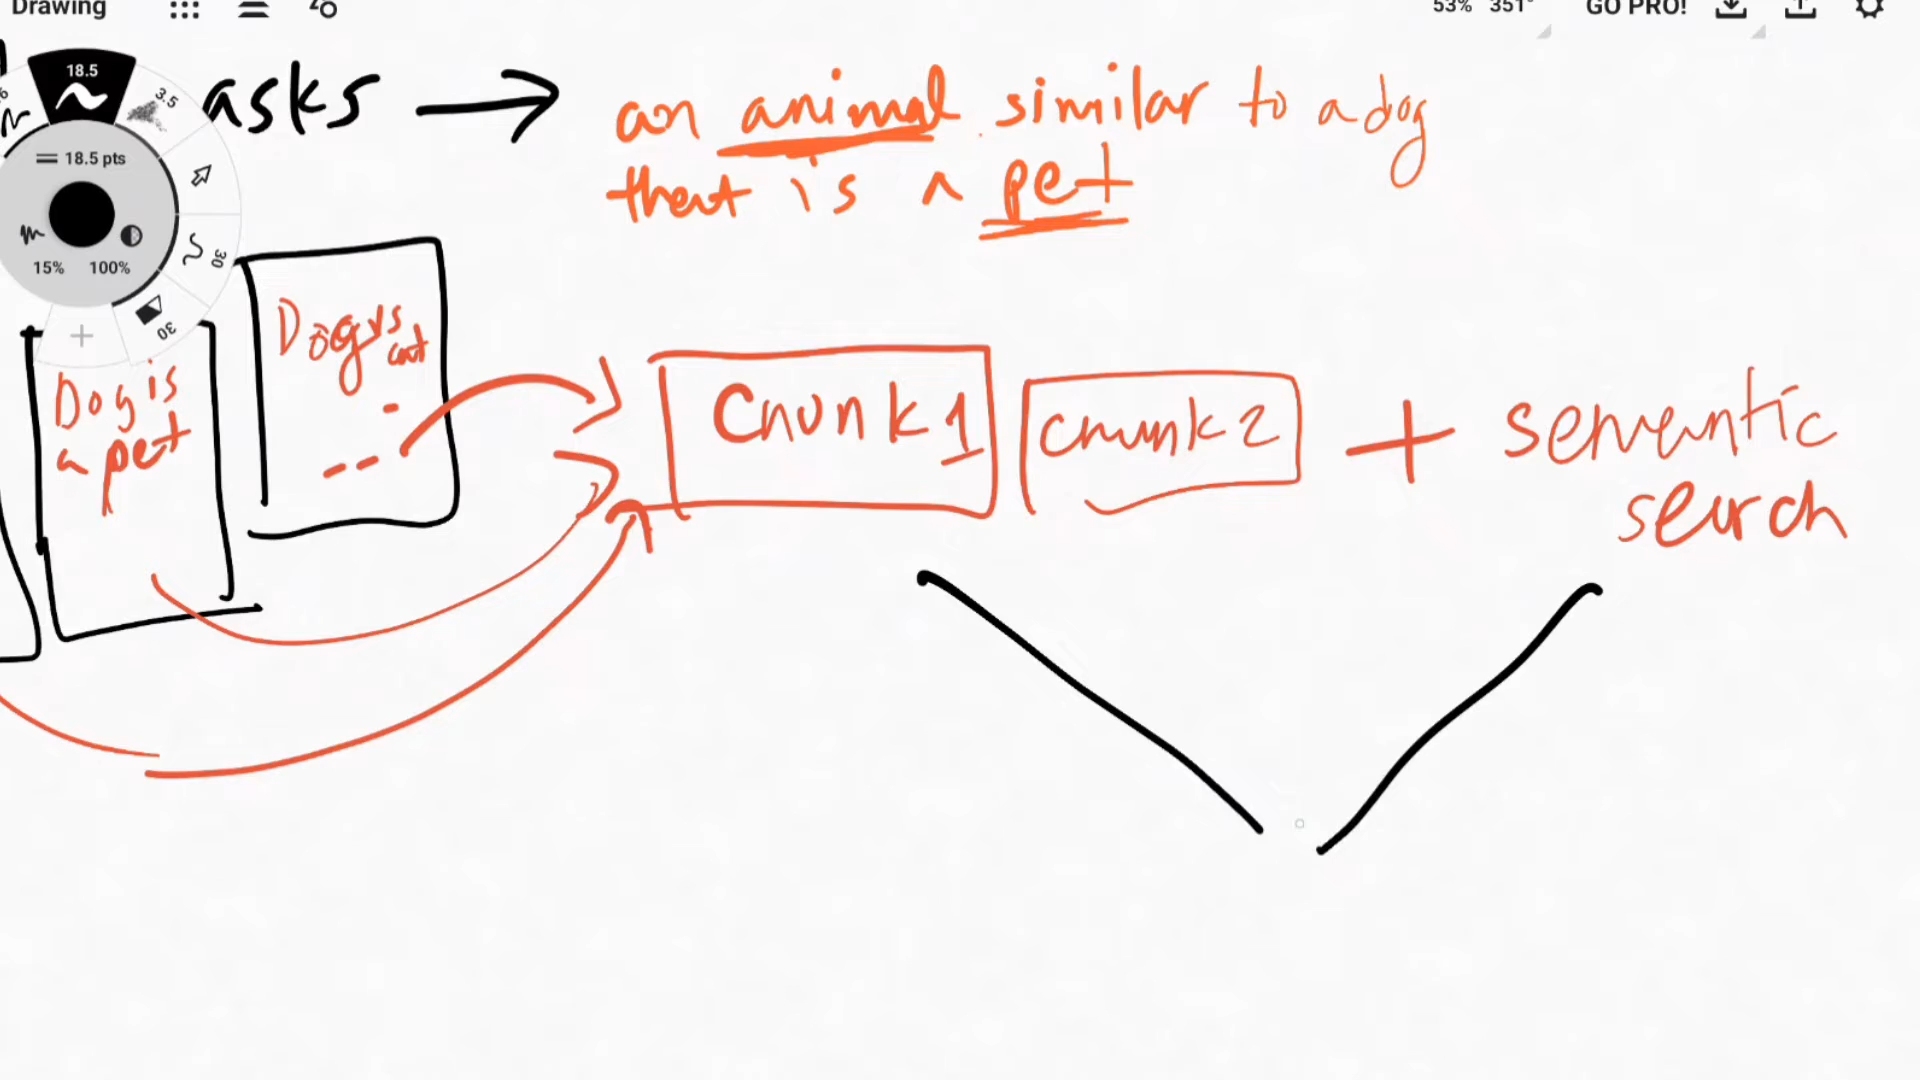 Drawing
53% 351° GO PRO!
18.5
3.5
18.5 pts
15% 100%
30
30
asks → an animal similar to a dog
that is a pet
Dog vs
cat
Dog is
a pet
Chunk 1
chunk 2
+ semantic
search